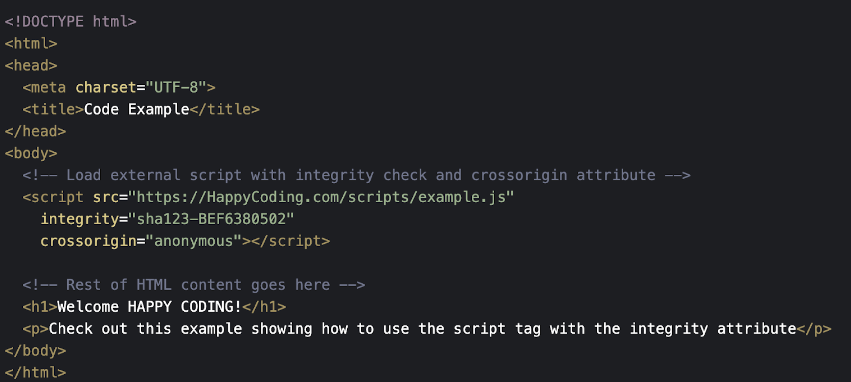 <!DOCTYPE html>
<html>
<head>
  <meta charset="UTF-8">
  <title>Code Example</title>
</head>
<body>
  <!-- Load external script with integrity check and crossorigin attribute -->
  <script src="https://HappyCoding.com/scripts/example.js"
    integrity="sha123-BEF6380502"
    crossorigin="anonymous"></script>

  <!-- Rest of HTML content goes here -->
  <h1>Welcome HAPPY CODING!</h1>
  <p>Check out this example showing how to use the script tag with the integrity attribute</p>
</body>
</html>